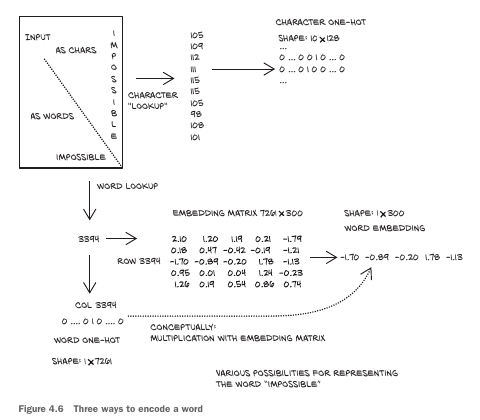 INPUT
AS CHARS
AS WORDS
IMPOSSIBLE
I
M
P
O
S
S
I
B
L
E
CHARACTER
"LOOKUP"
105
109
112
111
115
115
105
98
108
101
CHARACTER ONE-HOT
SHAPE: 10 X 128
...
0 ... 0 0 1 0 ... 0
0 ... 0 1 0 0 ... 0
...
WORD LOOKUP
3394
ROW 3394
EMBEDDING MATRIX 7261 X 300
2.10 1.20 1.19 0.21 -1.79
0.18 0.47 -0.42 -0.19 -1.21
-1.70 -0.89 -0.20 1.78 -1.13
0.95 0.01 0.04 1.24 -0.23
1.26 0.19 0.54 0.86 0.74
SHAPE: 1 X 300
WORD EMBEDDING
-1.70 -0.89 -0.20 1.78 -1.13
COL 3394
0 .... 0 1 0 .... 0
WORD ONE-HOT
SHAPE: 1 X 7261
CONCEPTUALLY:
MULTIPLICATION WITH EMBEDDING MATRIX
VARIOUS POSSIBILITIES FOR REPRESENTING
THE WORD "IMPOSSIBLE"
Figure 4.6 Three ways to encode a word